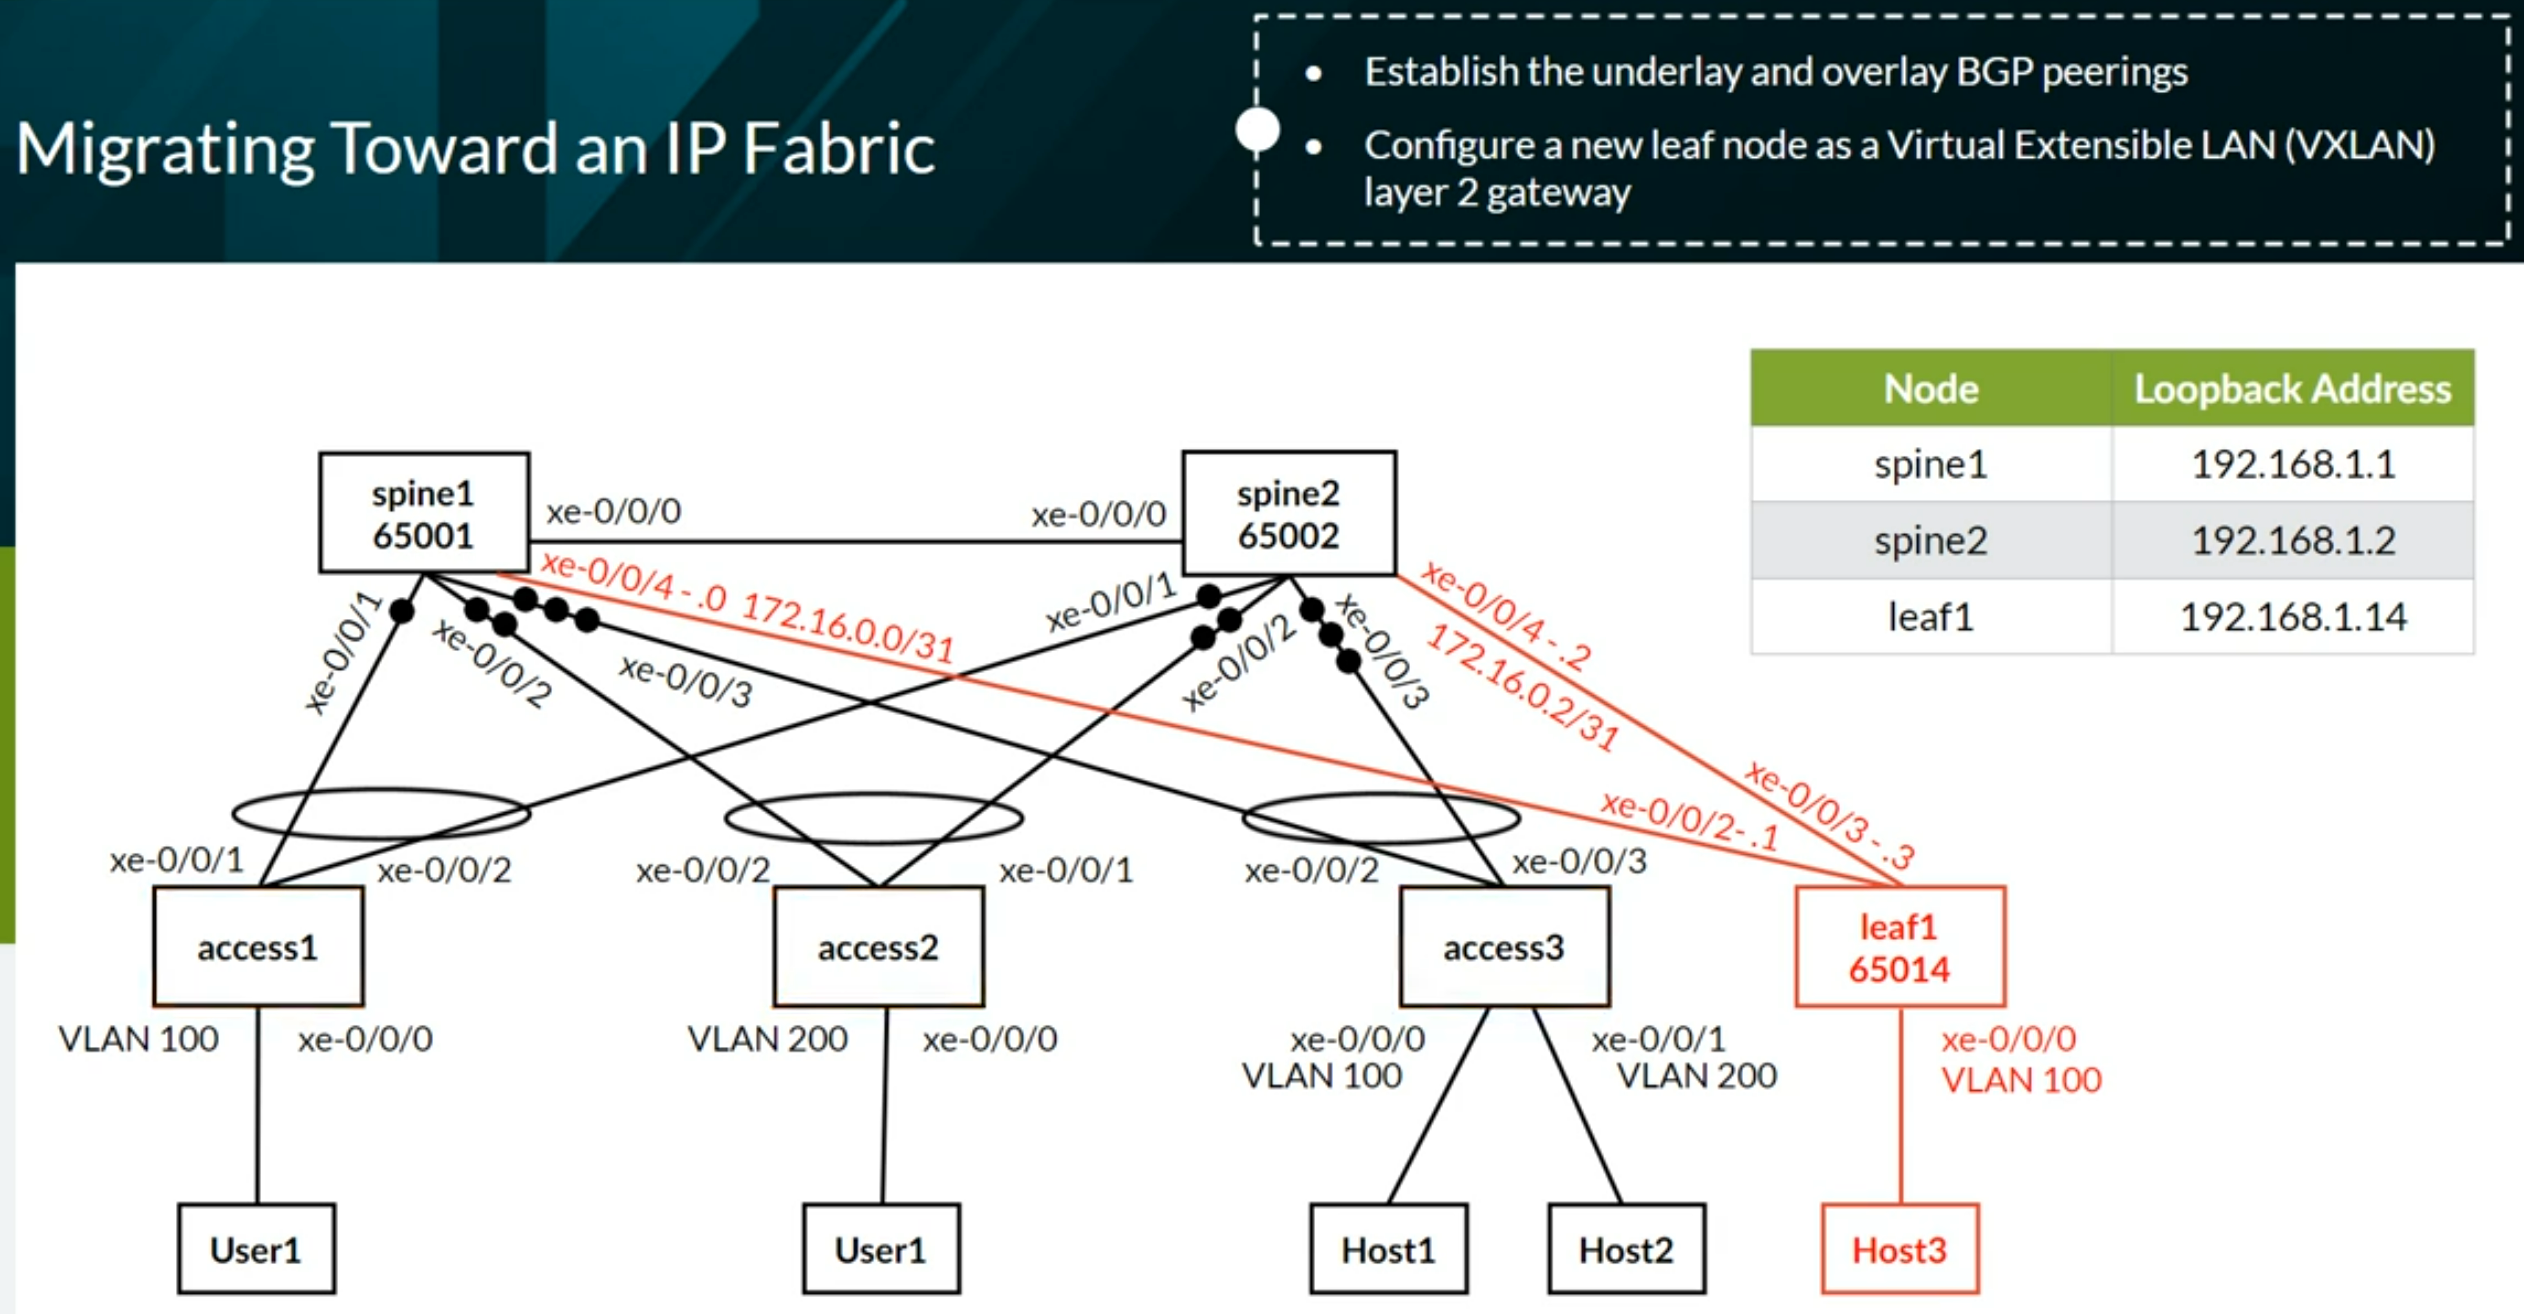 Migrating Toward an IP Fabric
• Establish the underlay and overlay BGP peerings
• Configure a new leaf node as a Virtual Extensible LAN (VXLAN)
layer 2 gateway
Node Loopback Address
spine1 192.168.1.1
spine2 192.168.1.2
leaf1 192.168.1.14
spine1
65001
xe-0/0/0
xe-0/0/0
spine2
65002
xe-0/0/4 - .0 172.16.0.0/31
xe-0/0/1
xe-0/0/2
xe-0/0/3
xe-0/0/1
xe-0/0/2
xe-0/0/3
xe-0/0/4 - .2
172.16.0.2/31
xe-0/0/2- .1
xe-0/0/3 - .3
xe-0/0/1
xe-0/0/2
xe-0/0/2
xe-0/0/1
xe-0/0/2
xe-0/0/3
access1
access2
access3
leaf1
65014
VLAN 100
xe-0/0/0
VLAN 200
xe-0/0/0
xe-0/0/0
VLAN 100
xe-0/0/1
VLAN 200
xe-0/0/0
VLAN 100
User1
User1
Host1
Host2
Host3